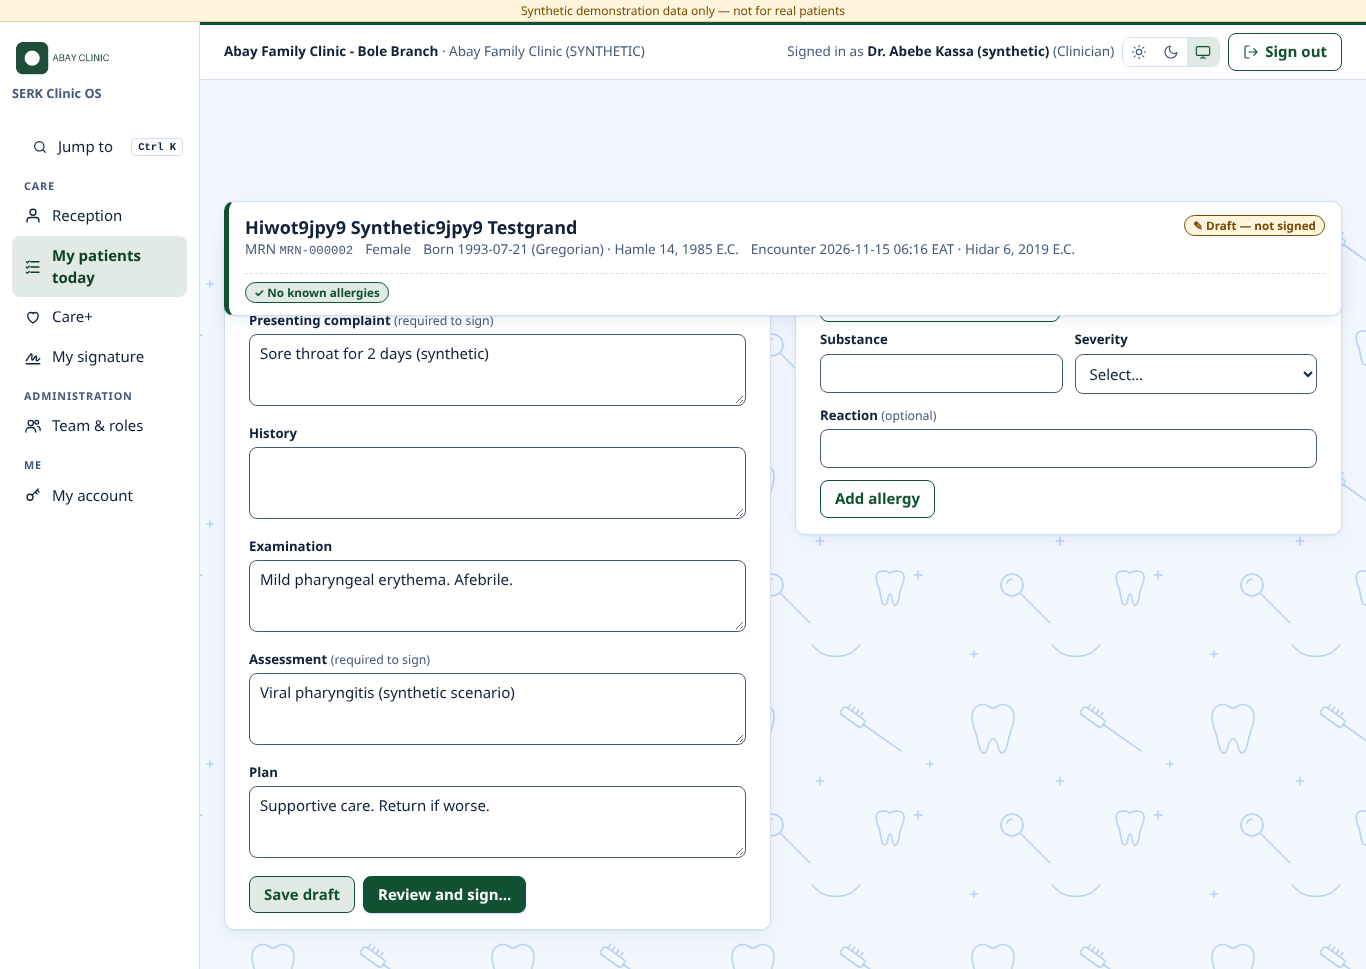 Synthetic demonstration data only — not for real patients
ABAY CLINIC
SERK Clinic OS
Jump to Ctrl K
CARE
Reception
My patients
today
Care+
My signature
ADMINISTRATION
Team & roles
ME
My account
Abay Family Clinic - Bole Branch · Abay Family Clinic (SYNTHETIC)
Signed in as Dr. Abebe Kassa (synthetic) (Clinician)
Sign out
Hiwot9jpy9 Synthetic9jpy9 Testgrand
✎ Draft — not signed
MRN MRN-000002 Female Born 1993-07-21 (Gregorian) · Hamle 14, 1985 E.C. Encounter 2026-11-15 06:16 EAT · Hidar 6, 2019 E.C.
✓ No known allergies
Presenting complaint (required to sign)
Sore throat for 2 days (synthetic)
History
Examination
Mild pharyngeal erythema. Afebrile.
Assessment (required to sign)
Viral pharyngitis (synthetic scenario)
Plan
Supportive care. Return if worse.
Save draft
Review and sign...
Substance
Severity
Select...
Reaction (optional)
Add allergy